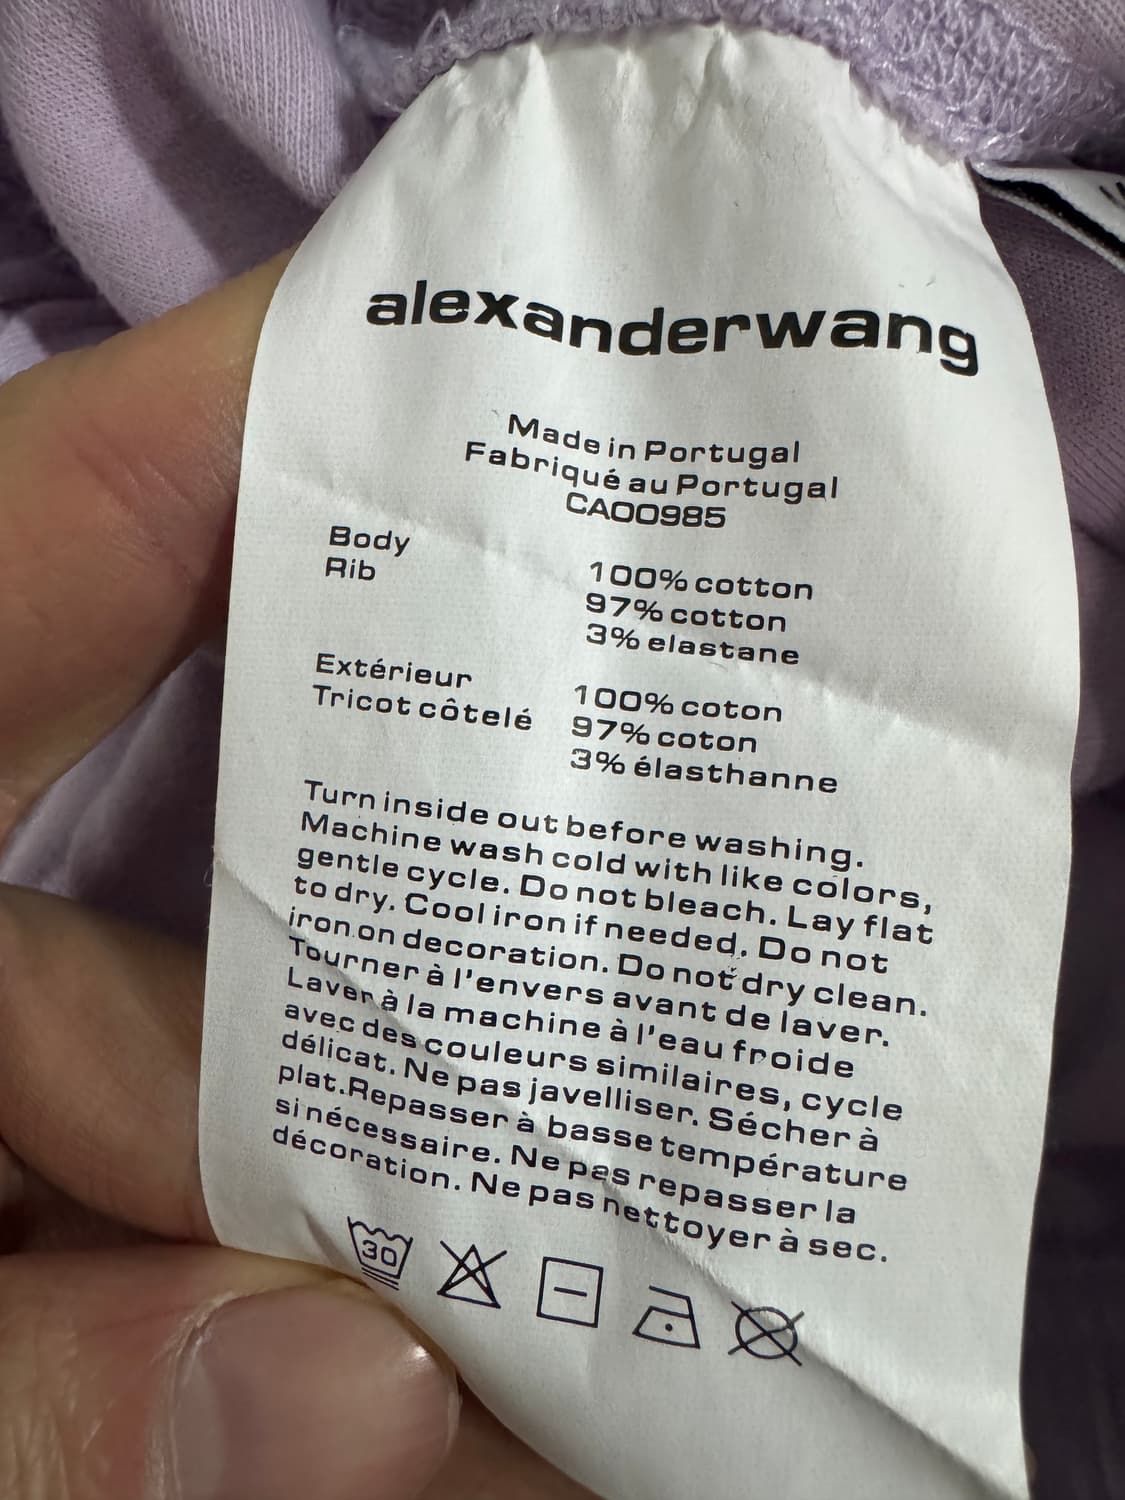 alexanderwang
Made in Portugal
Fabriqué au Portugal
CA00985
Body 100% cotton
Rib 97% cotton
3% elastane
Extérieur 100% coton
Tricot côtelé 97% coton
3% élasthanne
Turn inside out before washing.
Machine wash cold with like colors,
gentle cycle. Do not bleach. Lay flat
to dry. Cool iron if needed. Do not
iron on decoration. Do not dry clean.
Tourner à l'envers avant de laver.
Laver à la machine à l'eau froide
avec des couleurs similaires, cycle
délicat. Ne pas javelliser. Sécher à
plat.Repasser à basse température
si nécessaire. Ne pas repasser la
décoration. Ne pas nettoyer à sec.
30